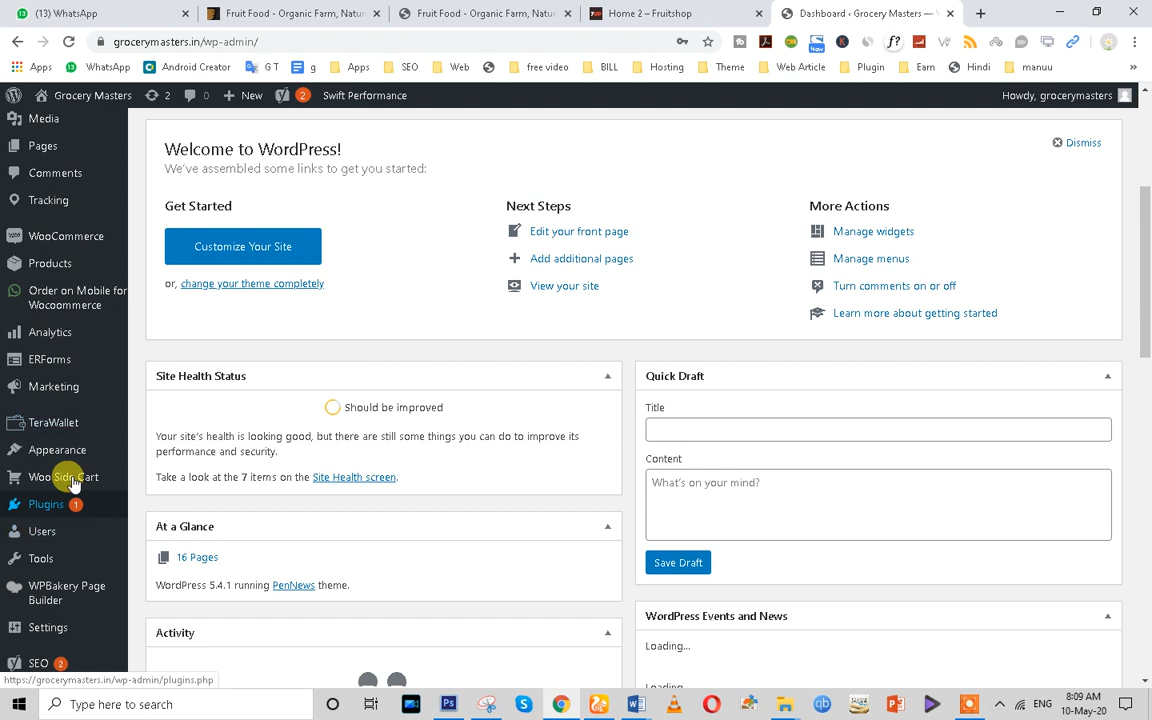 (13) WhatsApp
Fruit Food - Organic Farm, Natur
Fruit Food - Organic Farm, Natur
Home 2 – Fruitshop
Dashboard ‹ Grocery Masters —
grocerymasters.in/wp-admin/
Apps
WhatsApp
Android Creator
G T
g
Apps
SEO
Web
free video
BILL
Hosting
Theme
Web Article
Plugin
Earn
Hindi
manuu
»
Grocery Masters
2
0
New
2
Swift Performance
Howdy, grocerymasters
Media
Pages
Comments
Tracking
WooCommerce
Products
Order on Mobile for
Wocoommerce
Analytics
ERForms
Marketing
TeraWallet
Appearance
Woo Side Cart
Plugins 1
Users
Tools
WPBakery Page
Builder
Settings
SEO 2
Welcome to WordPress!
Dismiss
We've assembled some links to get you started:
Get Started
Next Steps
More Actions
Customize Your Site
Edit your front page
Manage widgets
Add additional pages
Manage menus
or, change your theme completely
View your site
Turn comments on or off
Learn more about getting started
Site Health Status
Should be improved
Your site's health is looking good, but there are still some things you can do to improve its
performance and security.
Take a look at the 7 items on the Site Health screen.
At a Glance
16 Pages
WordPress 5.4.1 running PenNews theme.
Activity
Quick Draft
Title
Content
What's on your mind?
Save Draft
WordPress Events and News
Loading...
Loading
https://grocerymasters.in/wp-admin/plugins.php
Type here to search
ENG
8:09 AM
10-May-20